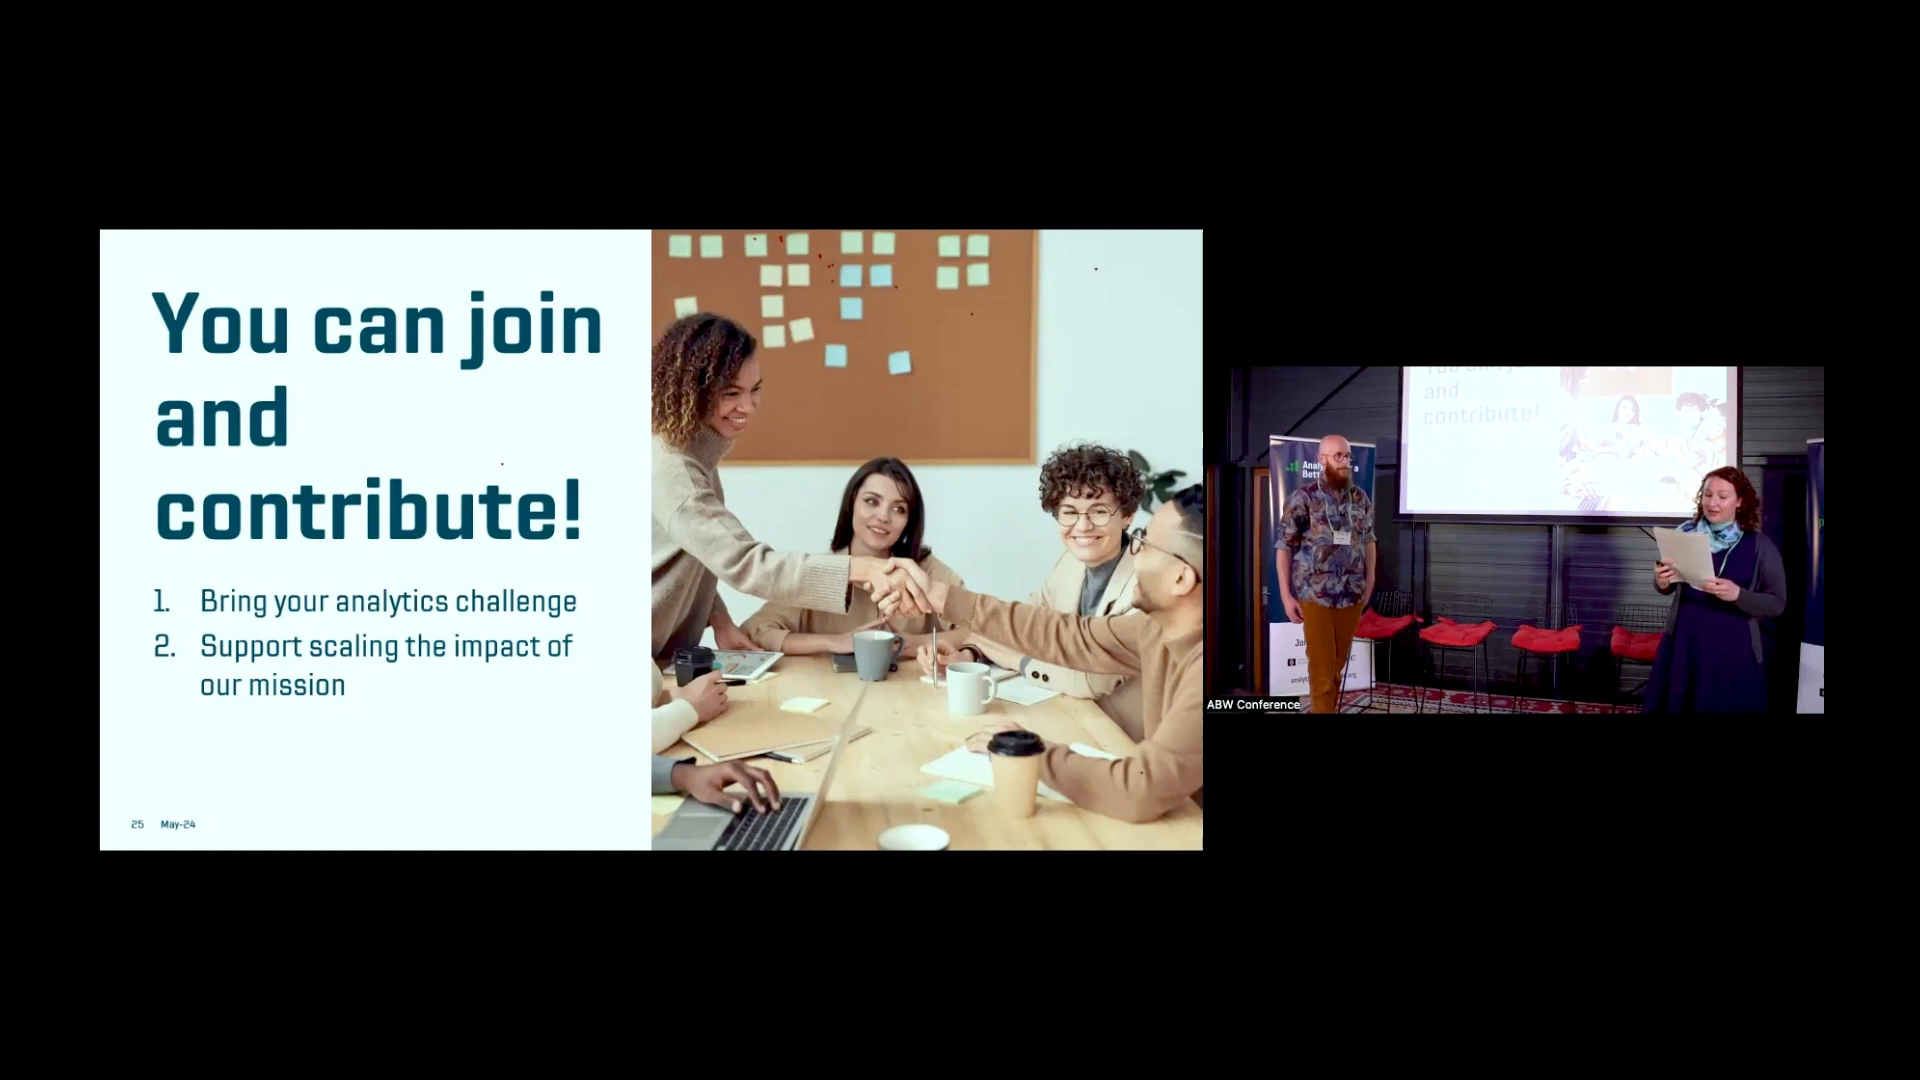 You can join
and
contribute!
1. Bring your analytics challenge
2. Support scaling the impact of
our mission
25 May-24
and
contribute!
ABW Conference